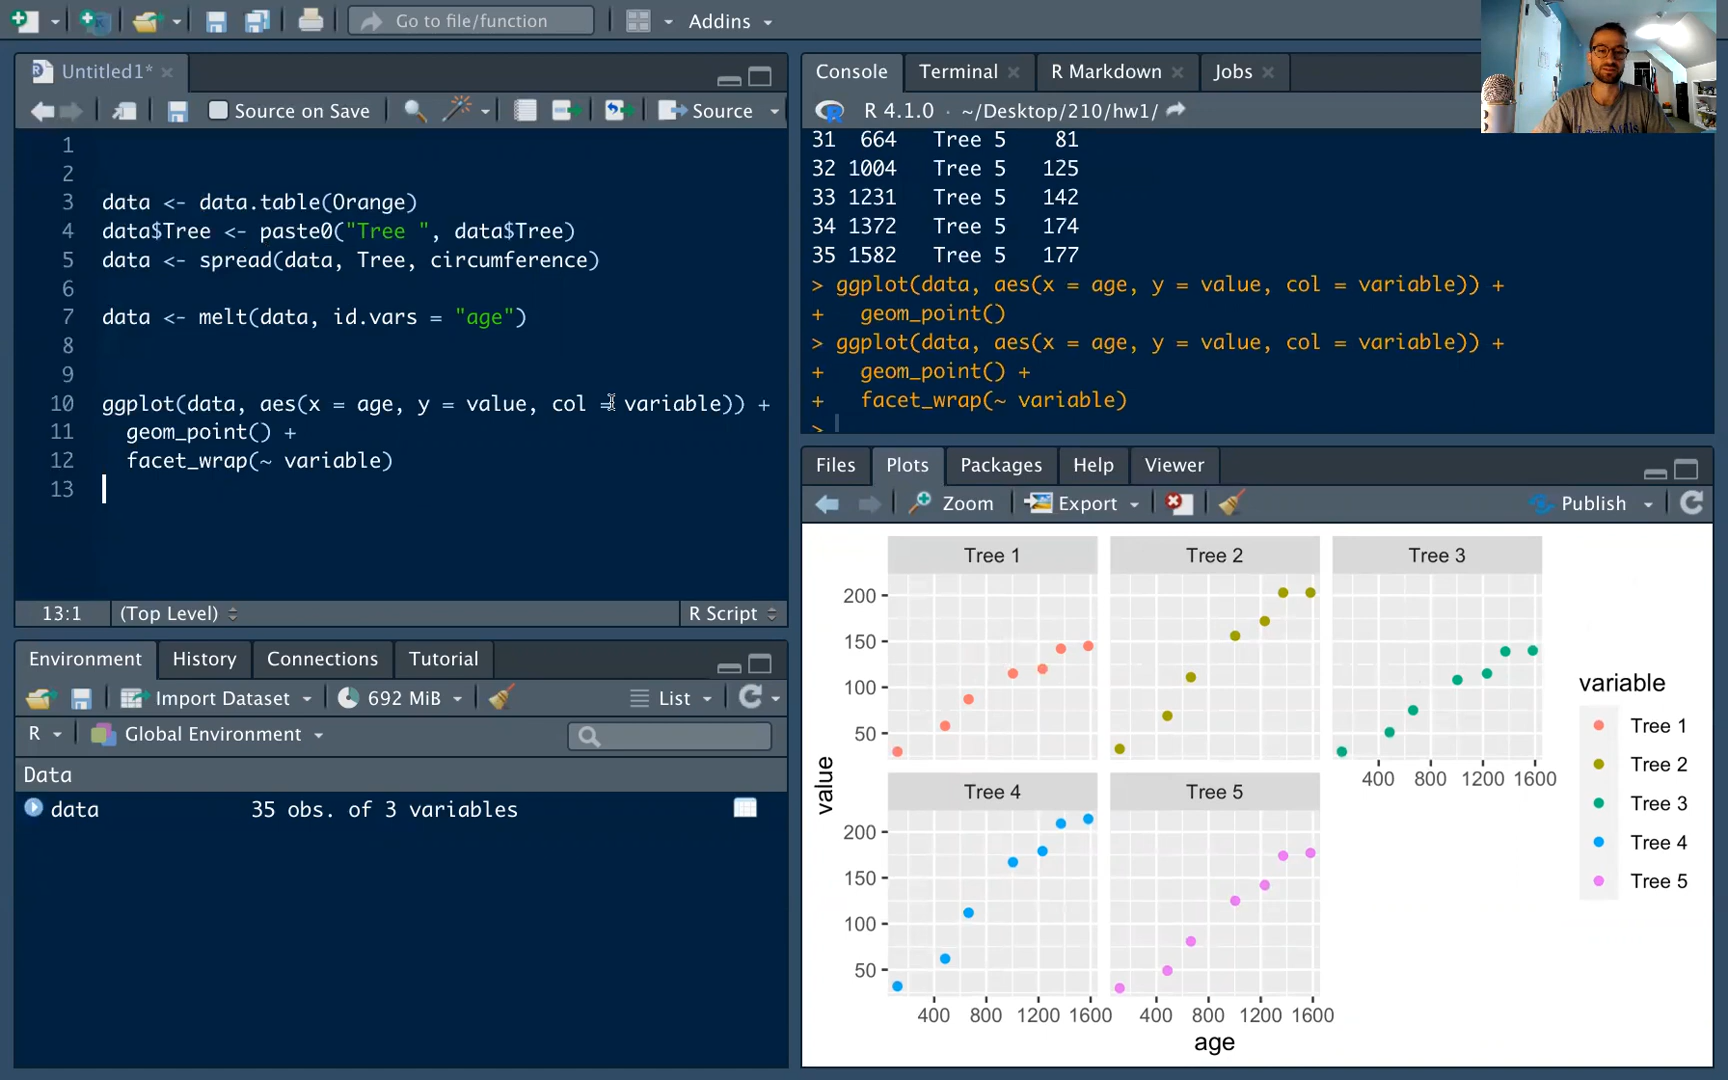 Go to file/function
Addins
Untitled1*
Source on Save
Source
1
2
3 data <- data.table(Orange)
4 data$Tree <- paste0("Tree ", data$Tree)
5 data <- spread(data, Tree, circumference)
6
7 data <- melt(data, id.vars = "age")
8
9
10 ggplot(data, aes(x = age, y = value, col = variable)) +
11 geom_point() +
12 facet_wrap(~ variable)
13
13:1 (Top Level) R Script
Environment History Connections Tutorial
Import Dataset 692 MiB List
R Global Environment
Data
data 35 obs. of 3 variables
Console Terminal R Markdown Jobs
R 4.1.0 · ~/Desktop/210/hw1/
31 664 Tree 5 81
32 1004 Tree 5 125
33 1231 Tree 5 142
34 1372 Tree 5 174
35 1582 Tree 5 177
> ggplot(data, aes(x = age, y = value, col = variable)) +
+ geom_point()
> ggplot(data, aes(x = age, y = value, col = variable)) +
+ geom_point() +
+ facet_wrap(~ variable)
>
Files Plots Packages Help Viewer
Zoom Export Publish
Tree 1 Tree 2 Tree 3
200
150
100
50
400 800 1200 1600
Tree 4 Tree 5
200
150
100
50
400 800 1200 1600 400 800 1200 1600
value
age
variable
Tree 1
Tree 2
Tree 3
Tree 4
Tree 5